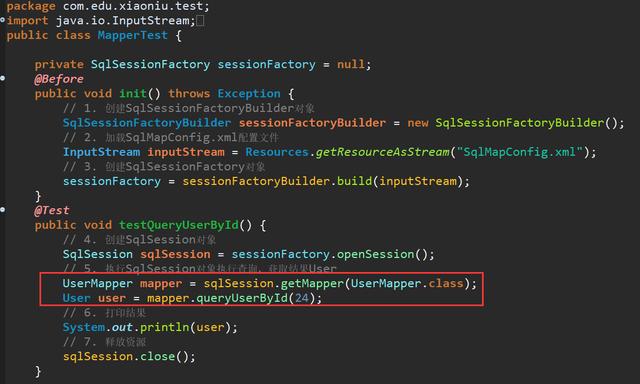 package com.edu.xiaoniu.test;
import java.io.InputStream;
public class MapperTest {
private SqlSessionFactory sessionFactory = null;
@Before
public void init() throws Exception {
// 1. 创建SqlSessionFactoryBuilder对象
SqlSessionFactoryBuilder sessionFactoryBuilder = new SqlSessionFactoryBuilder();
// 2. 加载SqlMapConfig.xml配置文件
InputStream inputStream = Resources.getResourceAsStream("SqlMapConfig.xml");
// 3. 创建SqlSessionFactory对象
sessionFactory = sessionFactoryBuilder.build(inputStream);
}
@Test
public void testQueryUserById() {
// 4. 创建SqlSession对象
SqlSession sqlSession = sessionFactory.openSession();
// 5. 执行SqlSession对象执行查询，获取结果User
UserMapper mapper = sqlSession.getMapper(UserMapper.class);
User user = mapper.queryUserById(24);
// 6. 打印结果
System.out.println(user);
// 7. 释放资源
sqlSession.close();
}